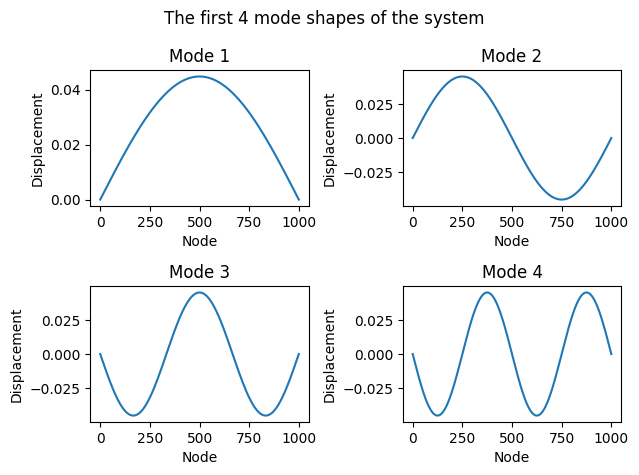 The first 4 mode shapes of the system
Mode 1
Displacement
0.04
0.02
0.00
0 250 500 750 1000
Node
Mode 2
Displacement
0.025
0.000
−0.025
0 250 500 750 1000
Node
Mode 3
Displacement
0.025
0.000
−0.025
0 250 500 750 1000
Node
Mode 4
Displacement
0.025
0.000
−0.025
0 250 500 750 1000
Node